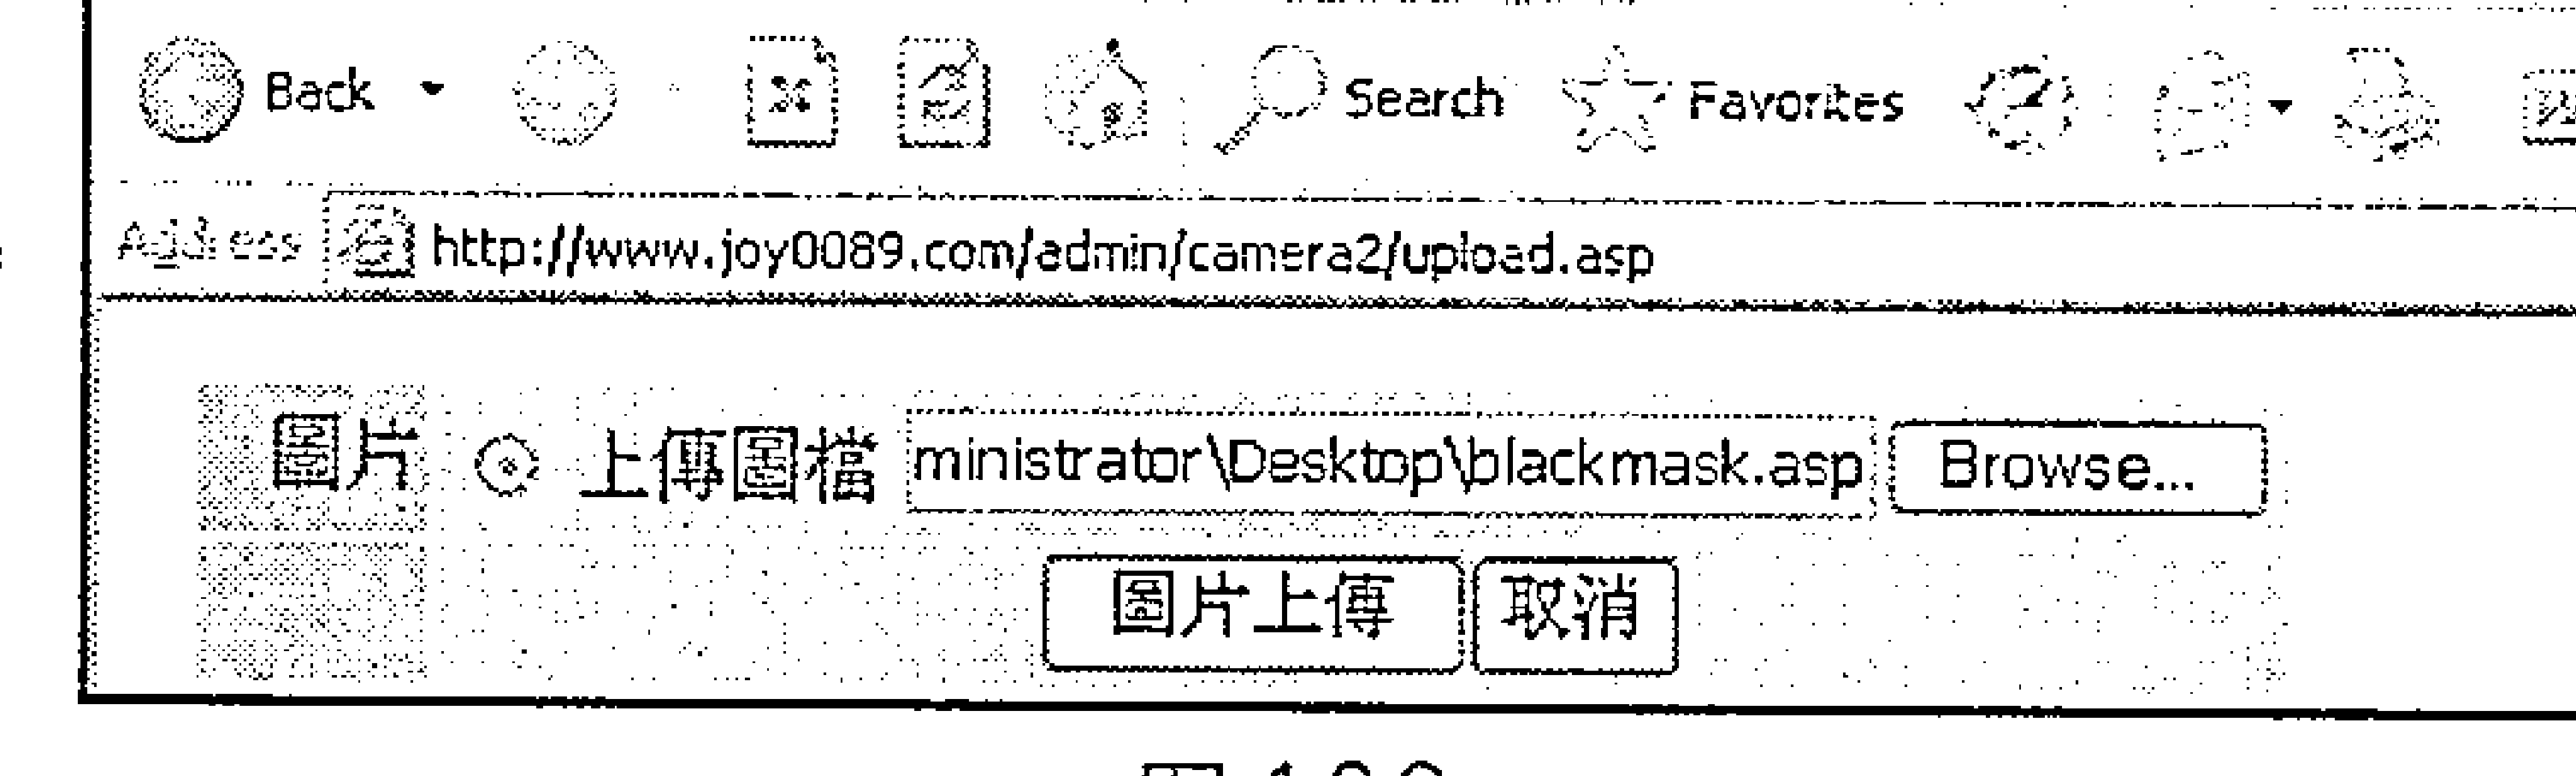 Back Search Favorites
Address http://www.joy0089.com/admin/camera2/upload.asp
圖片 上傳圖檔 ministrator\Desktop\blackmask.asp Browse...
圖片上傳 取消